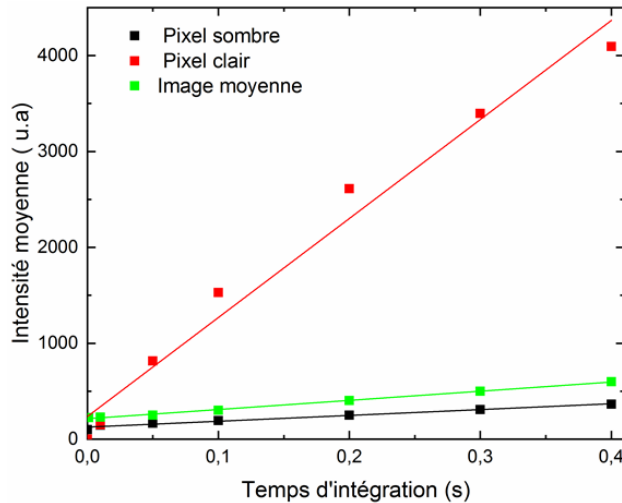 Pixel sombre
Pixel clair
Image moyenne
Intensité moyenne ( u.a)
4000
3000
2000
1000
0
0,0 0,1 0,2 0,3 0,4
Temps d'intégration (s)